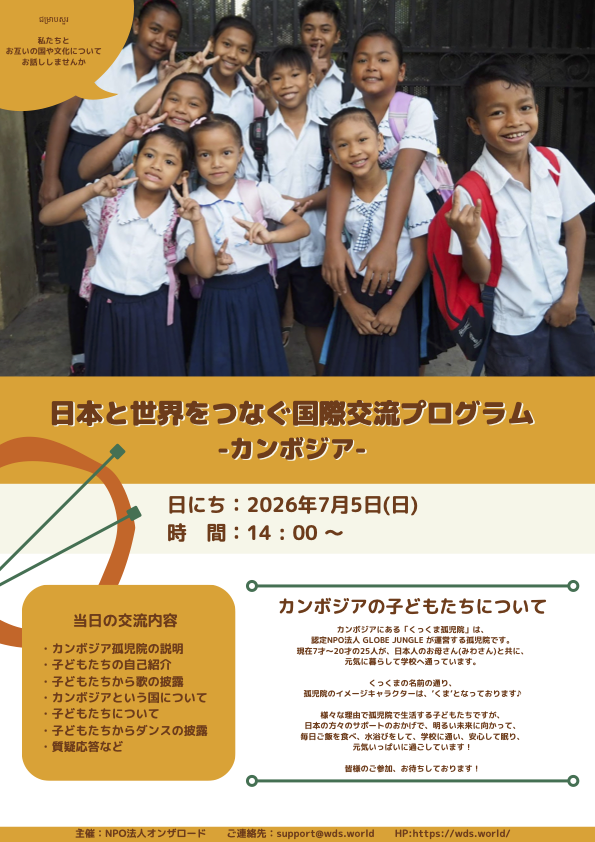 ជម្រាបសួរ
私たちと
お互いの国や文化について
お話ししませんか
日本と世界をつなぐ国際交流プログラム
-カンボジア-
日にち：2026年7月5日(日)
時　間：14：00 〜
当日の交流内容
・カンボジア孤児院の説明
・子どもたちの自己紹介
・子どもたちから歌の披露
・カンボジアという国について
・子どもたちについて
・子どもたちからダンスの披露
・質疑応答など
カンボジアの子どもたちについて
カンボジアにある「くっくま孤児院」は、
認定NPO法人 GLOBE JUNGLE が運営する孤児院です。
現在7才〜20才の25人が、日本人のお母さん(みわさん)と共に、
元気に暮らして学校へ通っています。
くっくまの名前の通り、
孤児院のイメージキャラクターは、‘くま’となっております♪
様々な理由で孤児院で生活する子どもたちですが、
日本の方々のサポートのおかげで、明るい未来に向かって、
毎日ご飯を食べ、水浴びをして、学校に通い、安心して眠り、
元気いっぱいに過ごしています！
皆様のご参加、お待ちしております！
主催：NPO法人オンザロード　ご連絡先：support@wds.world　HP:https://wds.world/